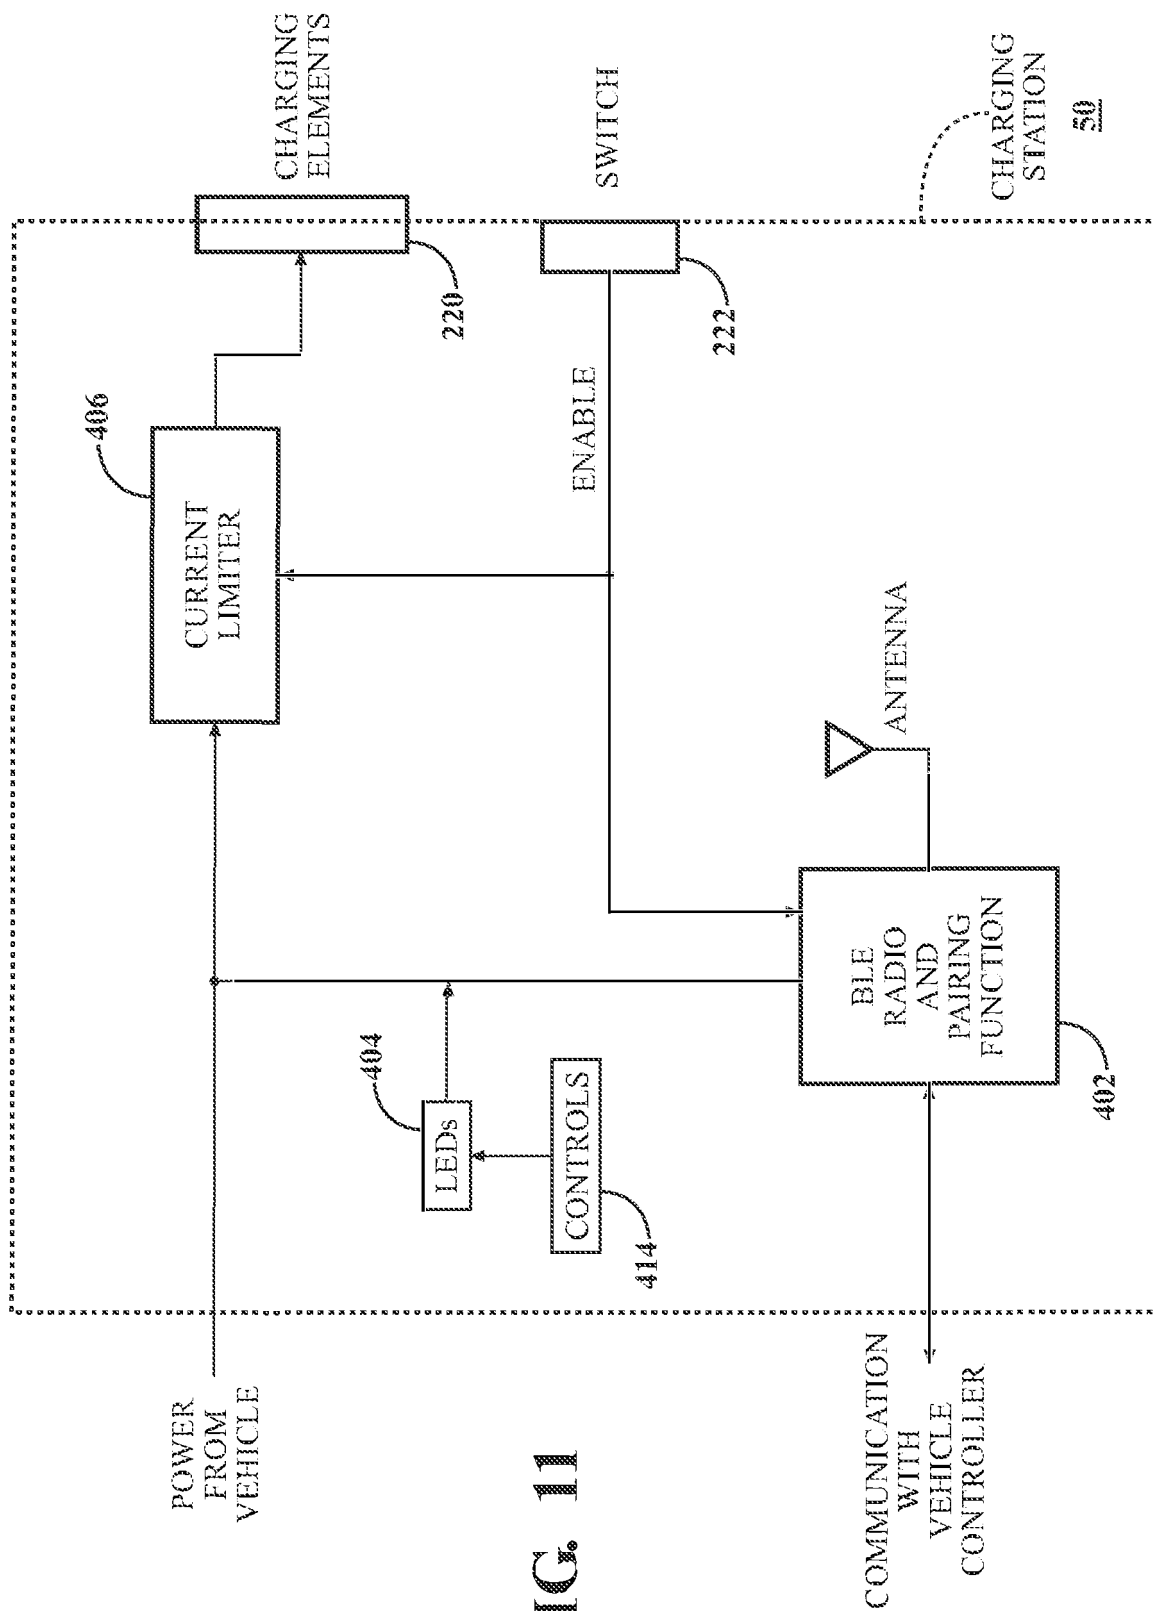 POWER
FROM
VEHICLE
406
CURRENT
LIMITER
CHARGING
ELEMENTS
220
404
LEDs
CONTROLS
414
ENABLE
SWITCH
222
COMMUNICATION
WITH
VEHICLE
CONTROLLER
BLE
RADIO
AND
PAIRING
FUNCTION
402
ANTENNA
CHARGING
STATION
50
IG. 11